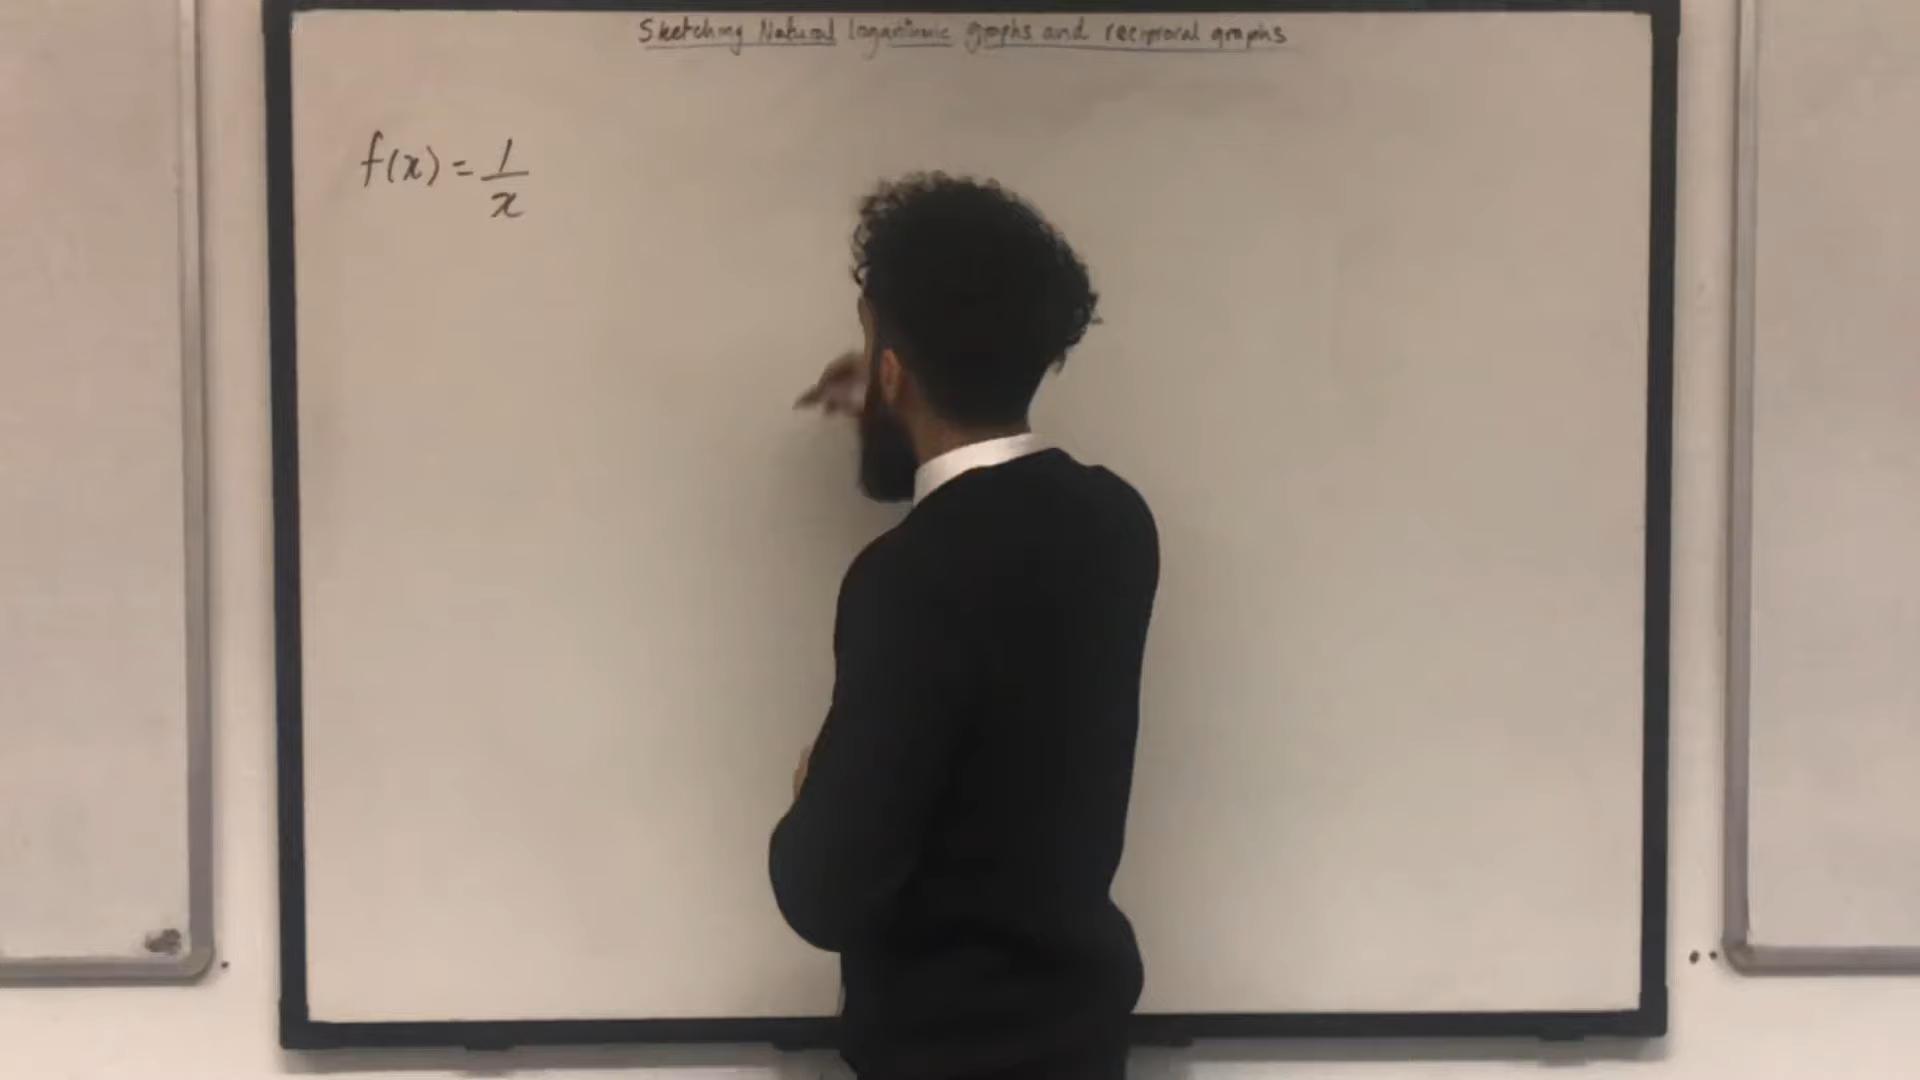 Sketching Natural logarithmic graphs and reciprocal graphs
f(x) = 1/x